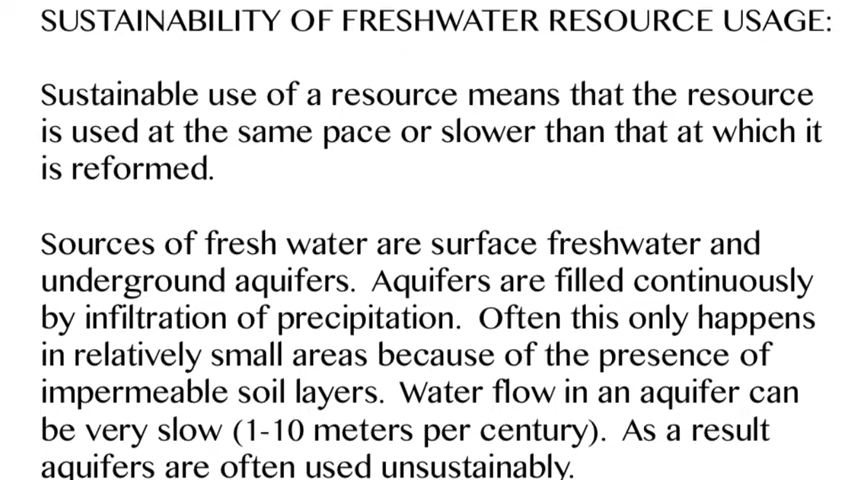 SUSTAINABILITY OF FRESHWATER RESOURCE USAGE:
Sustainable use of a resource means that the resource
is used at the same pace or slower than that at which it
is reformed.
Sources of fresh water are surface freshwater and
underground aquifers. Aquifers are filled continuously
by infiltration of precipitation. Often this only happens
in relatively small areas because of the presence of
impermeable soil layers. Water flow in an aquifer can
be very slow (1-10 meters per century). As a result
aquifers are often used unsustainably.